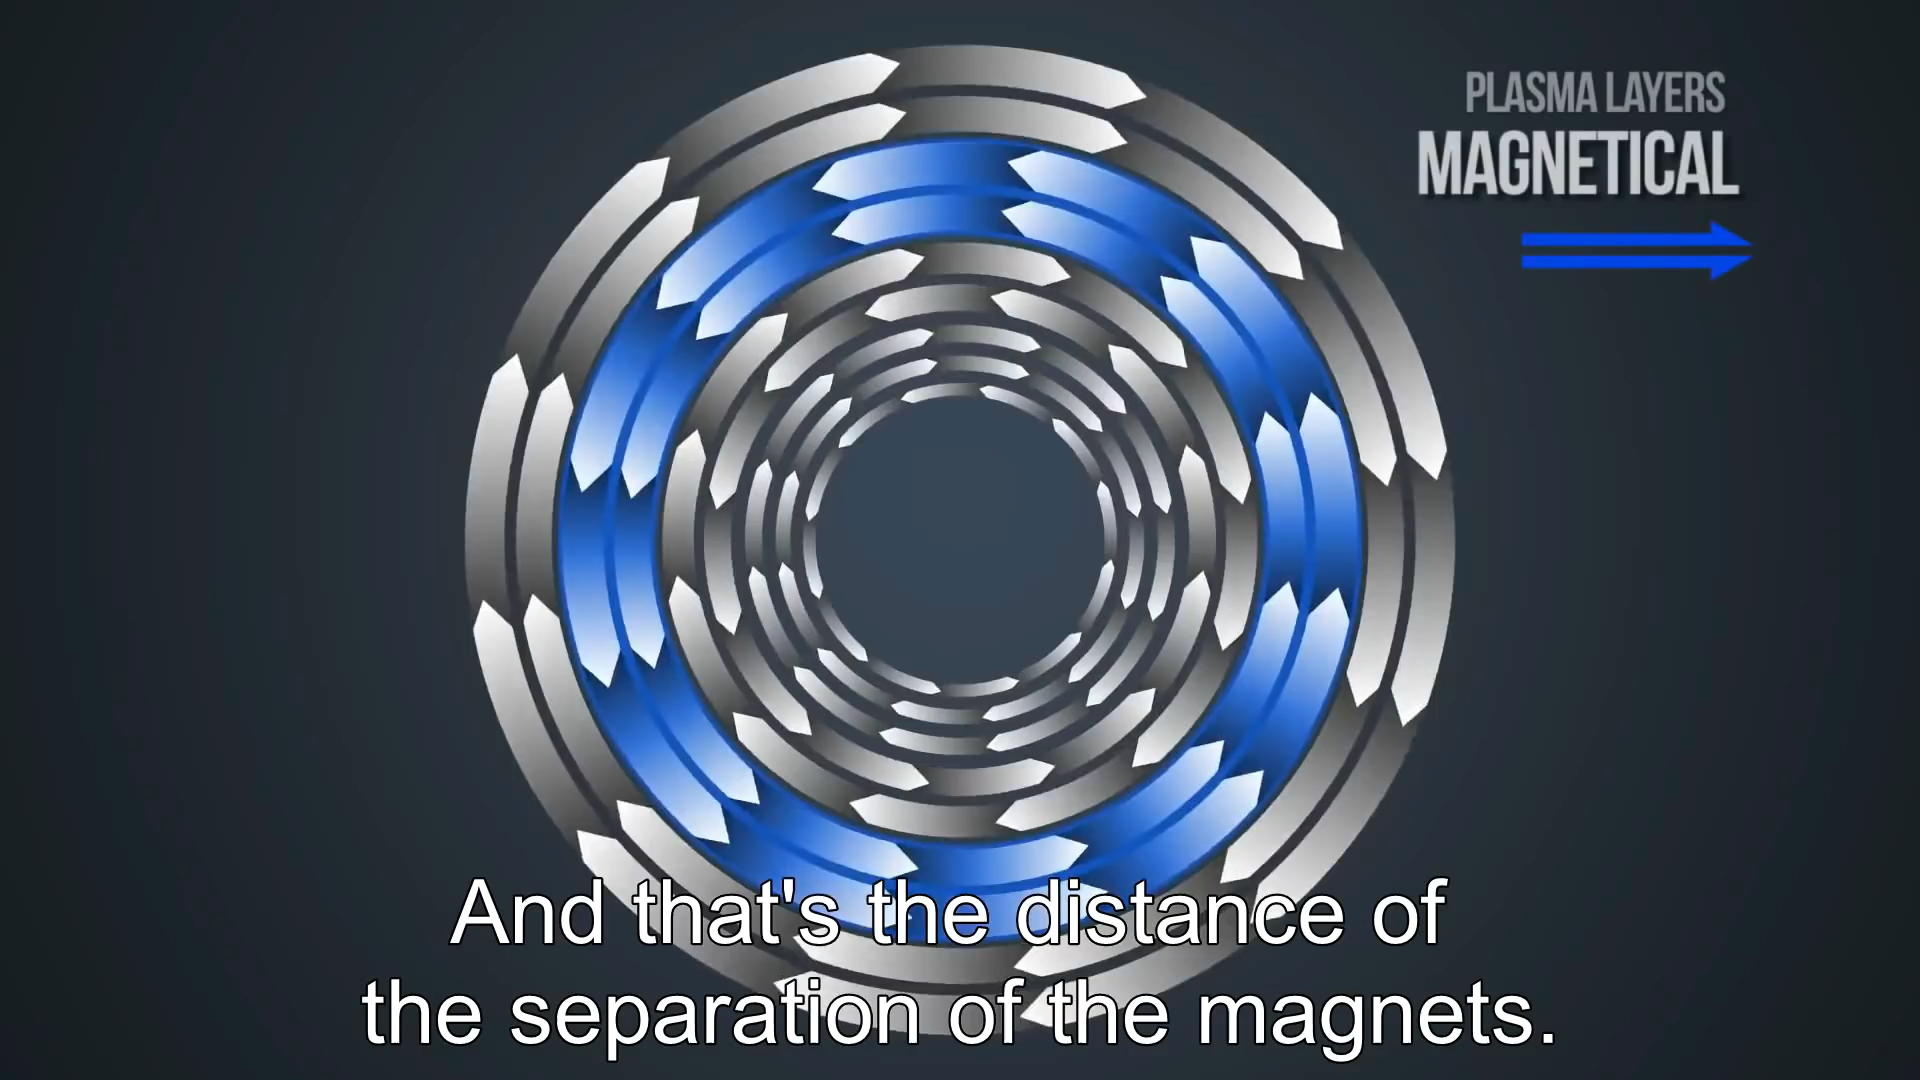 PLASMA LAYERS
MAGNETICAL
And that's the distance of
the separation of the magnets.